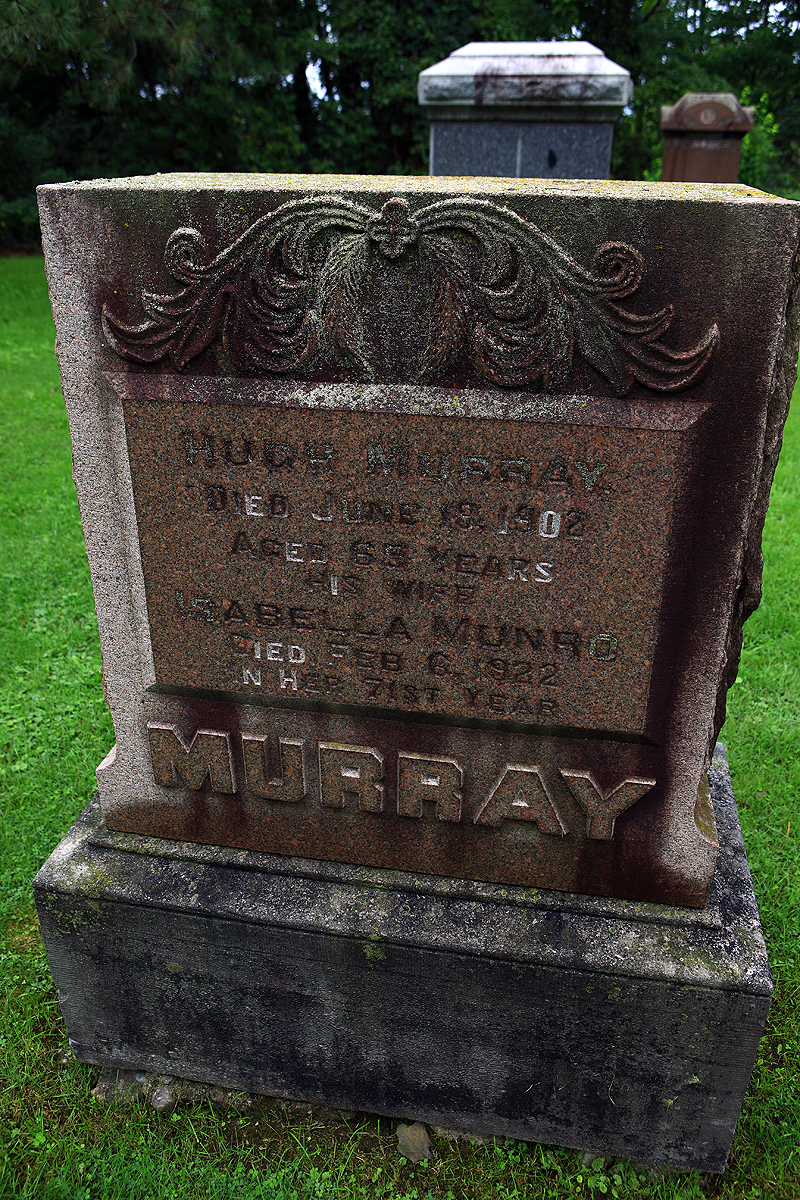 HUGH MURRAY
DIED JUNE 18, 1902
AGED 65 YEARS
HIS WIFE
ISABELLA MUNRO
DIED FEB 6, 1922
IN HER 71ST YEAR
MURRAY